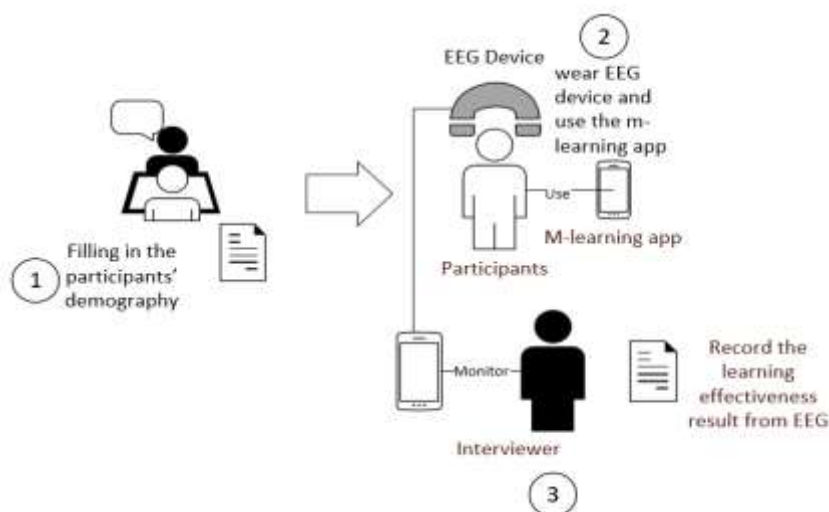 1
Filling in the
participants'
demography
2
EEG Device
wear EEG
device and
use the m-
learning app
Use
M-learning app
Participants
Monitor
Interviewer
Record the
learning
effectiveness
result from EEG
3